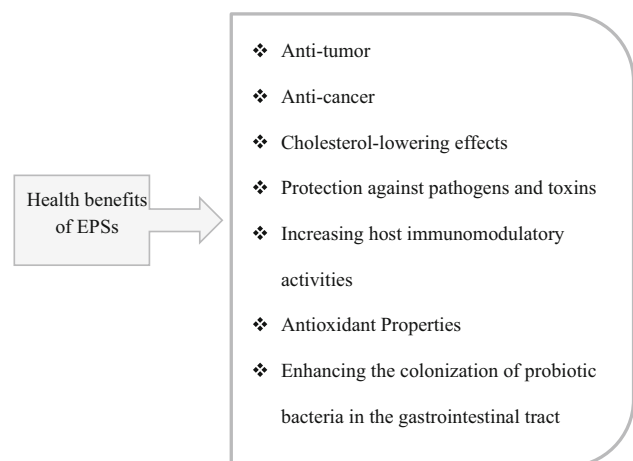 Health benefits
of EPSs
❖ Anti-tumor
❖ Anti-cancer
❖ Cholesterol-lowering effects
❖ Protection against pathogens and toxins
❖ Increasing host immunomodulatory
activities
❖ Antioxidant Properties
❖ Enhancing the colonization of probiotic
bacteria in the gastrointestinal tract